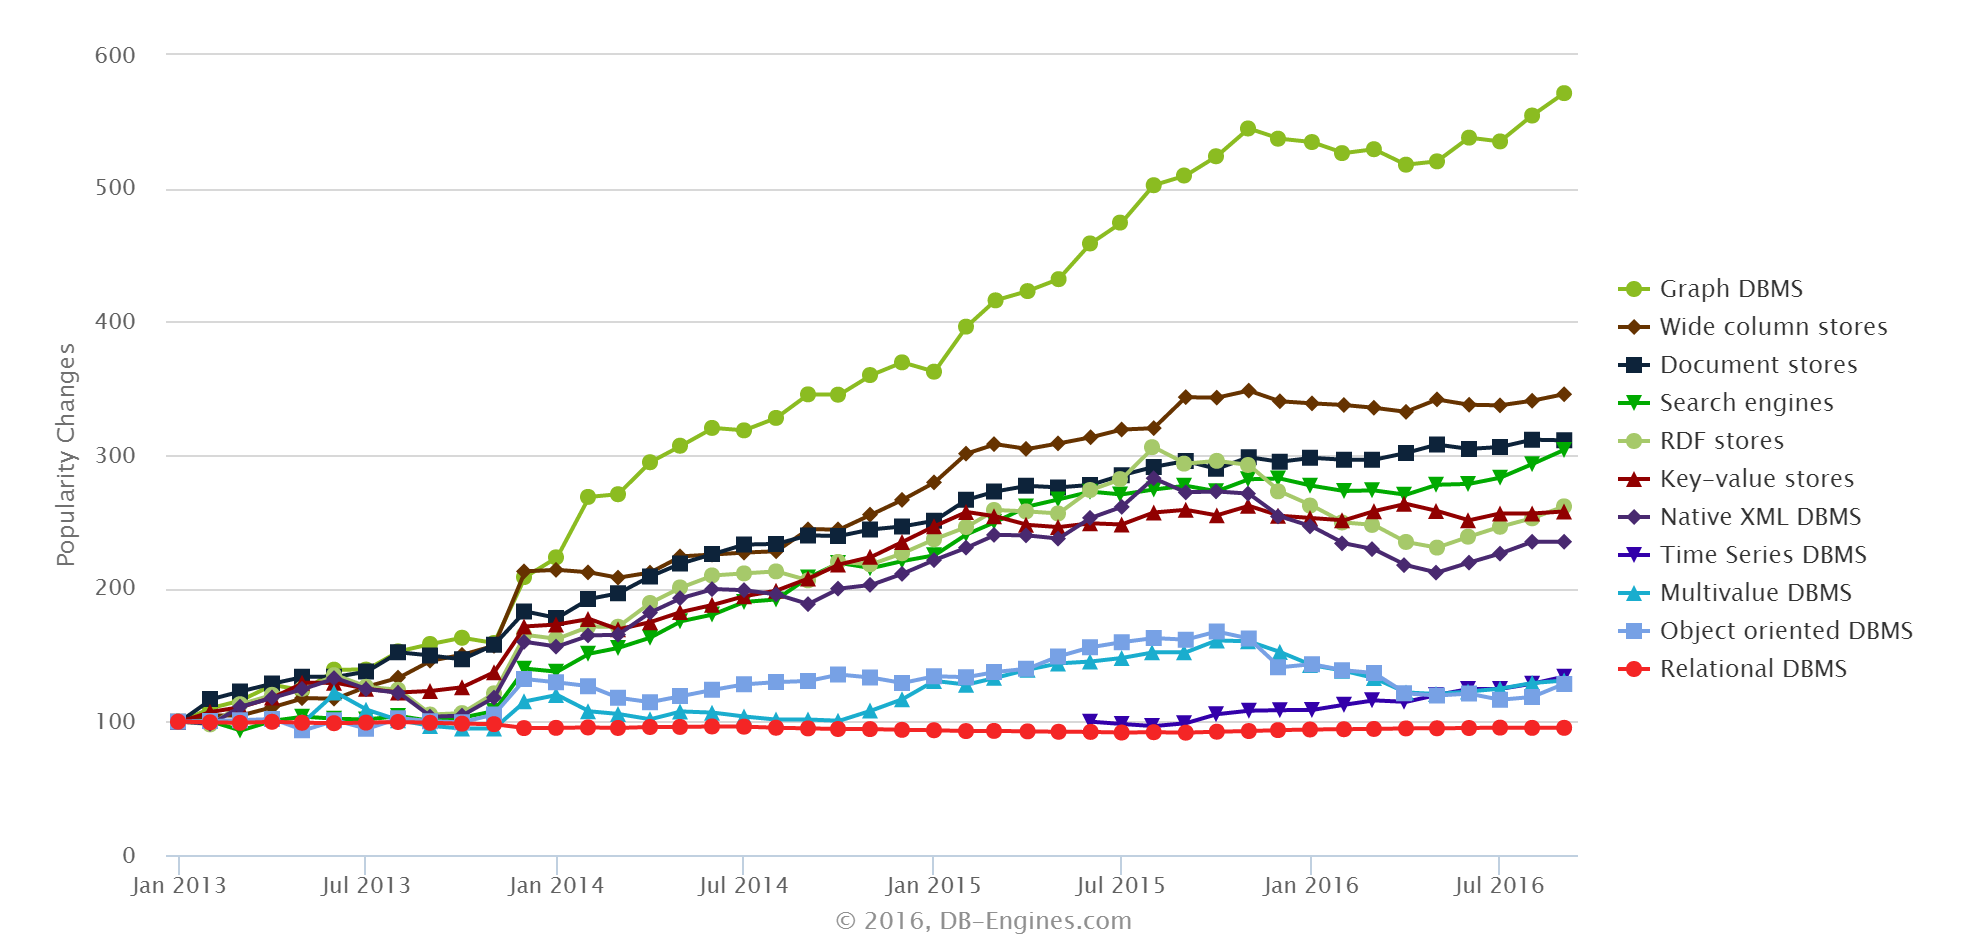 600
500
400
300
200
100
0
Popularity Changes
Jan 2013 Jul 2013 Jan 2014 Jul 2014 Jan 2015 Jul 2015 Jan 2016 Jul 2016
Graph DBMS
Wide column stores
Document stores
Search engines
RDF stores
Key-value stores
Native XML DBMS
Time Series DBMS
Multivalue DBMS
Object oriented DBMS
Relational DBMS
© 2016, DB-Engines.com